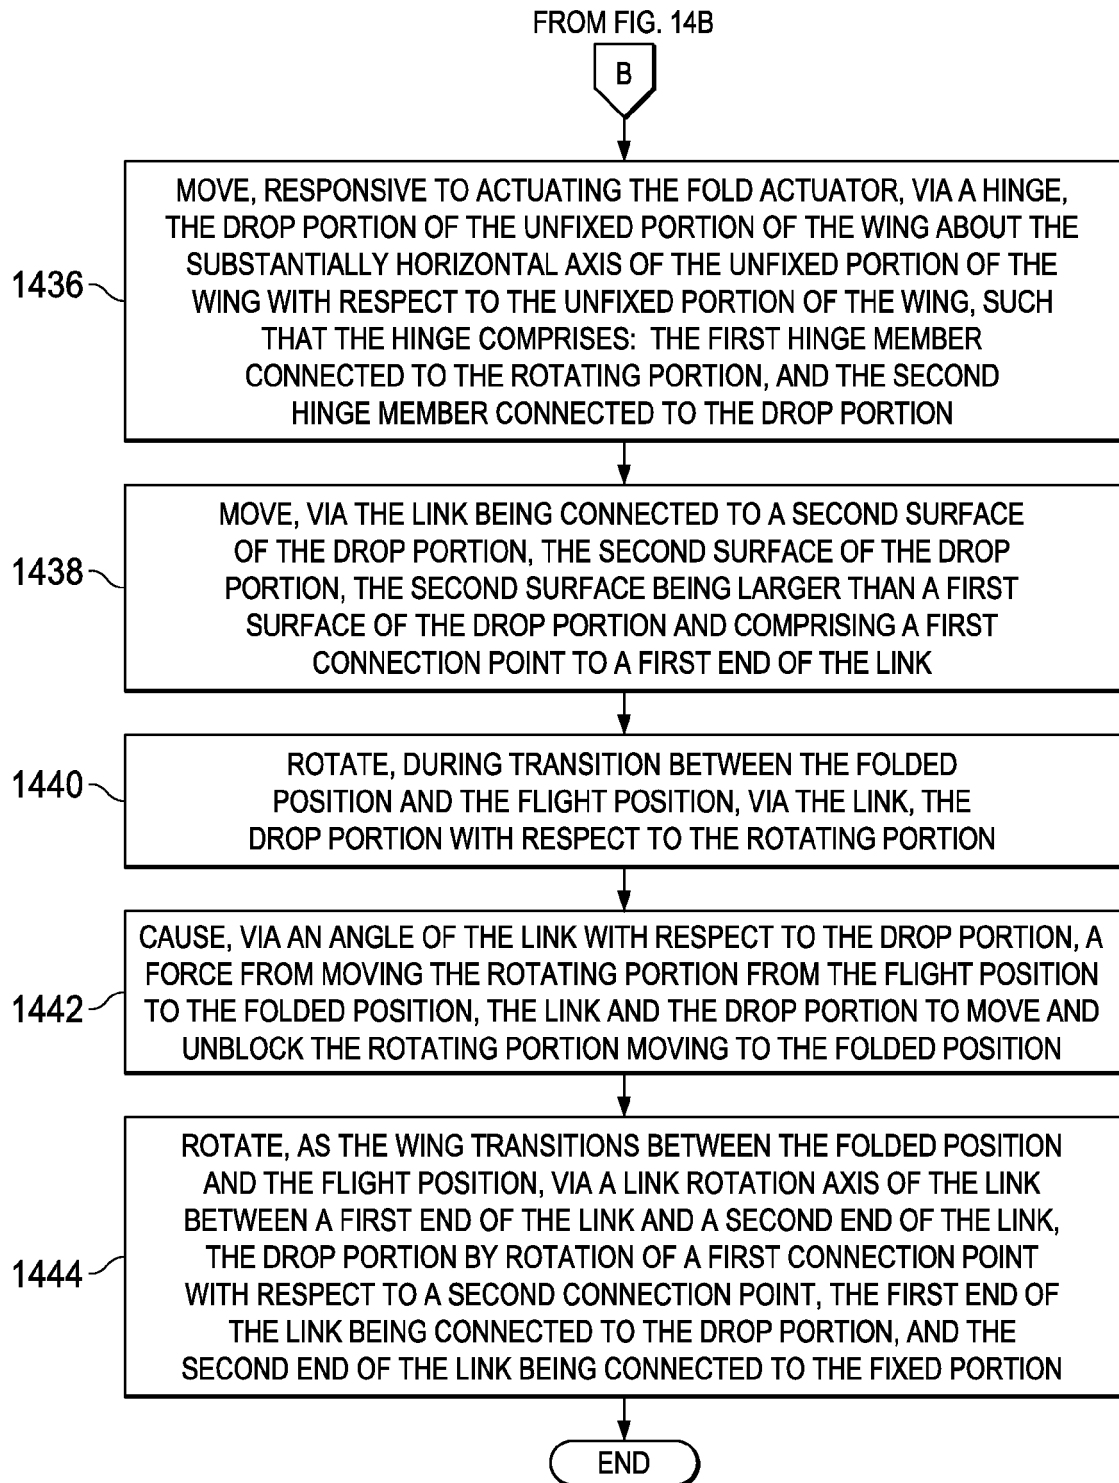 FROM FIG. 14B
B
1436
MOVE, RESPONSIVE TO ACTUATING THE FOLD ACTUATOR, VIA A HINGE,
THE DROP PORTION OF THE UNFIXED PORTION OF THE WING ABOUT THE
SUBSTANTIALLY HORIZONTAL AXIS OF THE UNFIXED PORTION OF THE
WING WITH RESPECT TO THE UNFIXED PORTION OF THE WING, SUCH
THAT THE HINGE COMPRISES: THE FIRST HINGE MEMBER
CONNECTED TO THE ROTATING PORTION, AND THE SECOND
HINGE MEMBER CONNECTED TO THE DROP PORTION
1438
MOVE, VIA THE LINK BEING CONNECTED TO A SECOND SURFACE
OF THE DROP PORTION, THE SECOND SURFACE OF THE DROP
PORTION, THE SECOND SURFACE BEING LARGER THAN A FIRST
SURFACE OF THE DROP PORTION AND COMPRISING A FIRST
CONNECTION POINT TO A FIRST END OF THE LINK
1440
ROTATE, DURING TRANSITION BETWEEN THE FOLDED
POSITION AND THE FLIGHT POSITION, VIA THE LINK, THE
DROP PORTION WITH RESPECT TO THE ROTATING PORTION
1442
CAUSE, VIA AN ANGLE OF THE LINK WITH RESPECT TO THE DROP PORTION, A
FORCE FROM MOVING THE ROTATING PORTION FROM THE FLIGHT POSITION
TO THE FOLDED POSITION, THE LINK AND THE DROP PORTION TO MOVE AND
UNBLOCK THE ROTATING PORTION MOVING TO THE FOLDED POSITION
1444
ROTATE, AS THE WING TRANSITIONS BETWEEN THE FOLDED POSITION
AND THE FLIGHT POSITION, VIA A LINK ROTATION AXIS OF THE LINK
BETWEEN A FIRST END OF THE LINK AND A SECOND END OF THE LINK,
THE DROP PORTION BY ROTATION OF A FIRST CONNECTION POINT
WITH RESPECT TO A SECOND CONNECTION POINT, THE FIRST END OF
THE LINK BEING CONNECTED TO THE DROP PORTION, AND THE
SECOND END OF THE LINK BEING CONNECTED TO THE FIXED PORTION
END